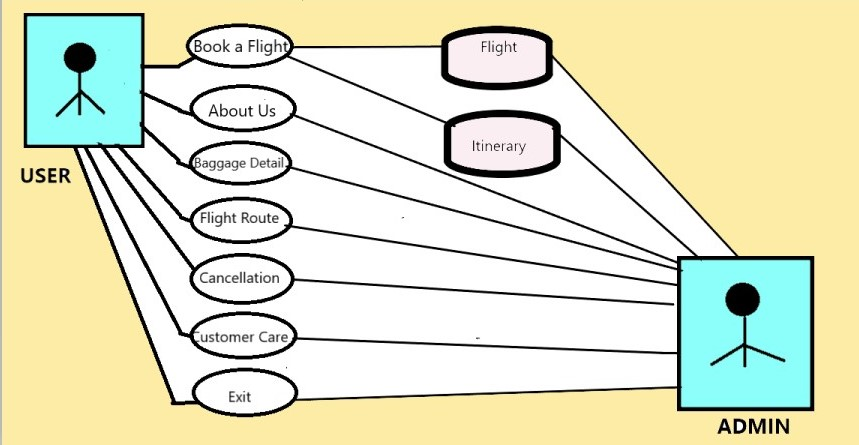 Book a Flight
Flight
About Us
Itinerary
Baggage Detail
USER
Flight Route
Cancellation
Customer Care
Exit
ADMIN